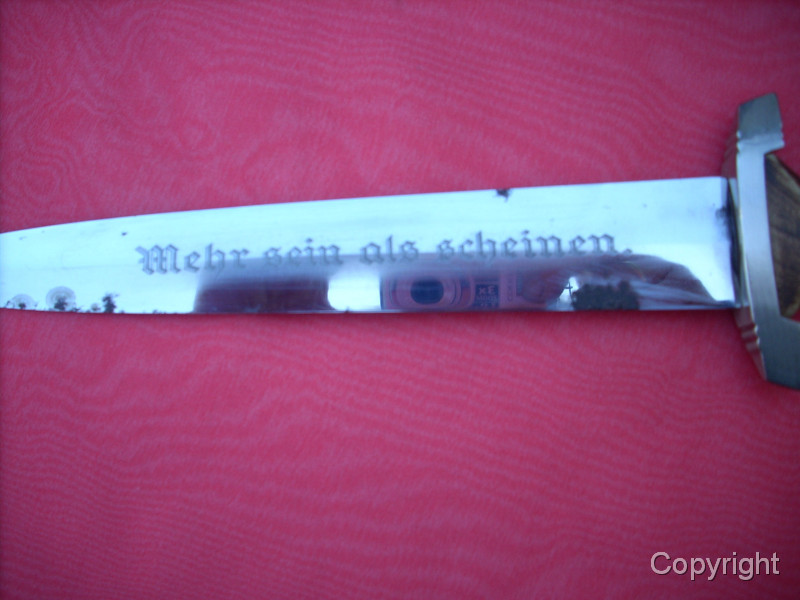 Mehr sein als scheinen.
Copyright